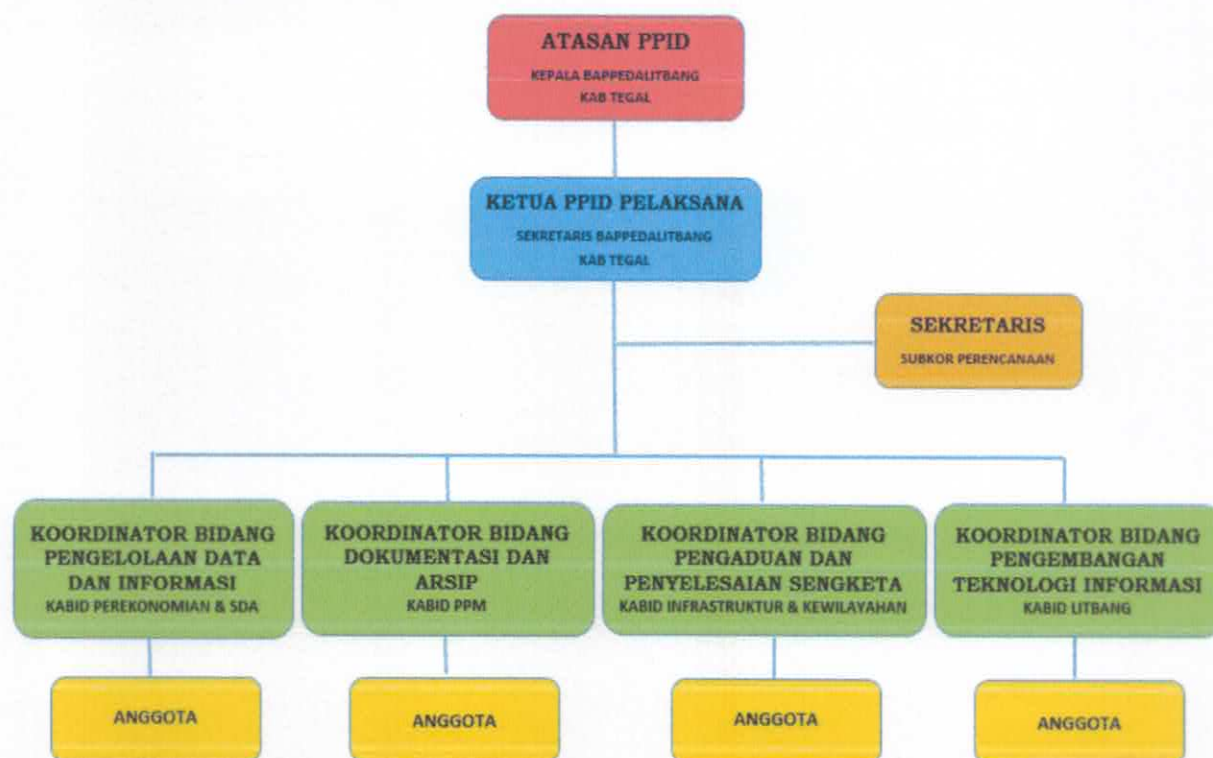 ATASAN PPID
KEPALA BAPPEDALITBANG
KAB TEGAL
KETUA PPID PELAKSANA
SEKRETARIS BAPPEDALITBANG
KAB TEGAL
SEKRETARIS
SUBKOR PERENCANAAN
KOORDINATOR BIDANG
PENGELOLAAN DATA
DAN INFORMASI
KABID PEREKONOMIAN & SDA
KOORDINATOR BIDANG
DOKUMENTASI DAN
ARSIP
KABID PPM
KOORDINATOR BIDANG
PENGADUAN DAN
PENYELESAIAN SENGKETA
KABID INFRASTRUKTUR & KEWILAYAHAN
KOORDINATOR BIDANG
PENGEMBANGAN
TEKNOLOGI INFORMASI
KABID LITBANG
ANGGOTA
ANGGOTA
ANGGOTA
ANGGOTA